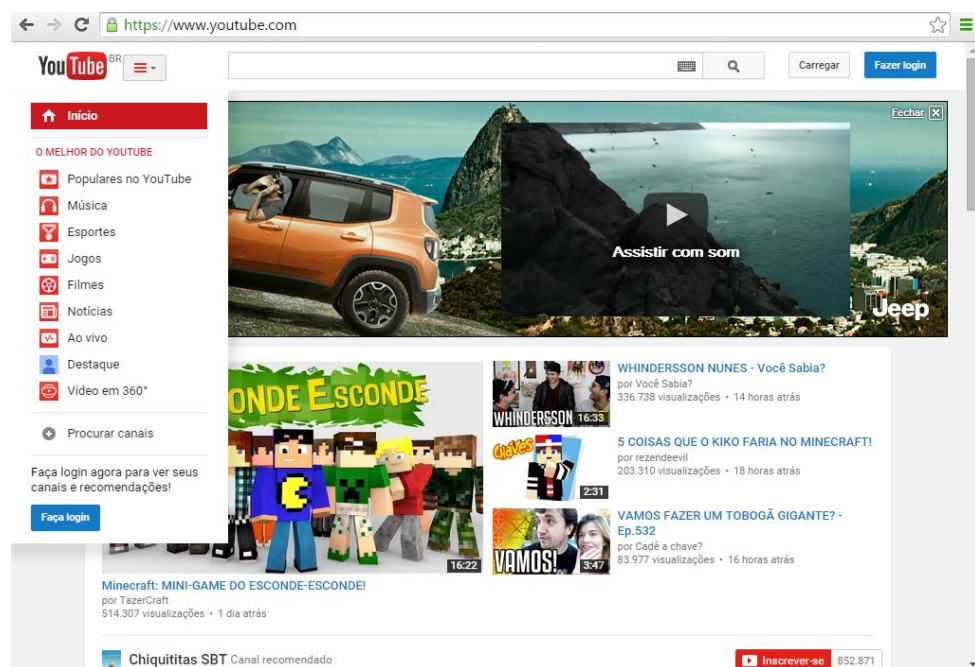 https://www.youtube.com
YouTube BR
Carregar
Fazer login
Início
O MELHOR DO YOUTUBE
Populares no YouTube
Música
Esportes
Jogos
Filmes
Notícias
Ao vivo
Destaque
Vídeo em 360°
Procurar canais
Faça login agora para ver seus
canais e recomendações!
Faça login
Fechar X
Assistir com som
Jeep
ONDE ESCONDE
16:22
Minecraft: MINI-GAME DO ESCONDE-ESCONDE!
por TazerCraft
514.307 visualizações • 1 dia atrás
WHINDERSSON 16:33
WHINDERSSON NUNES - Você Sabia?
por Você Sabia?
336.738 visualizações • 14 horas atrás
CHAVES
2:31
5 COISAS QUE O KIKO FARIA NO MINECRAFT!
por rezendeevil
203.310 visualizações • 18 horas atrás
VAMOS! 3:47
VAMOS FAZER UM TOBOGÃ GIGANTE? -
Ep.532
por Cadê a chave?
83.977 visualizações • 16 horas atrás
Chiquititas SBT Canal recomendado
Inscrever-se 852.871